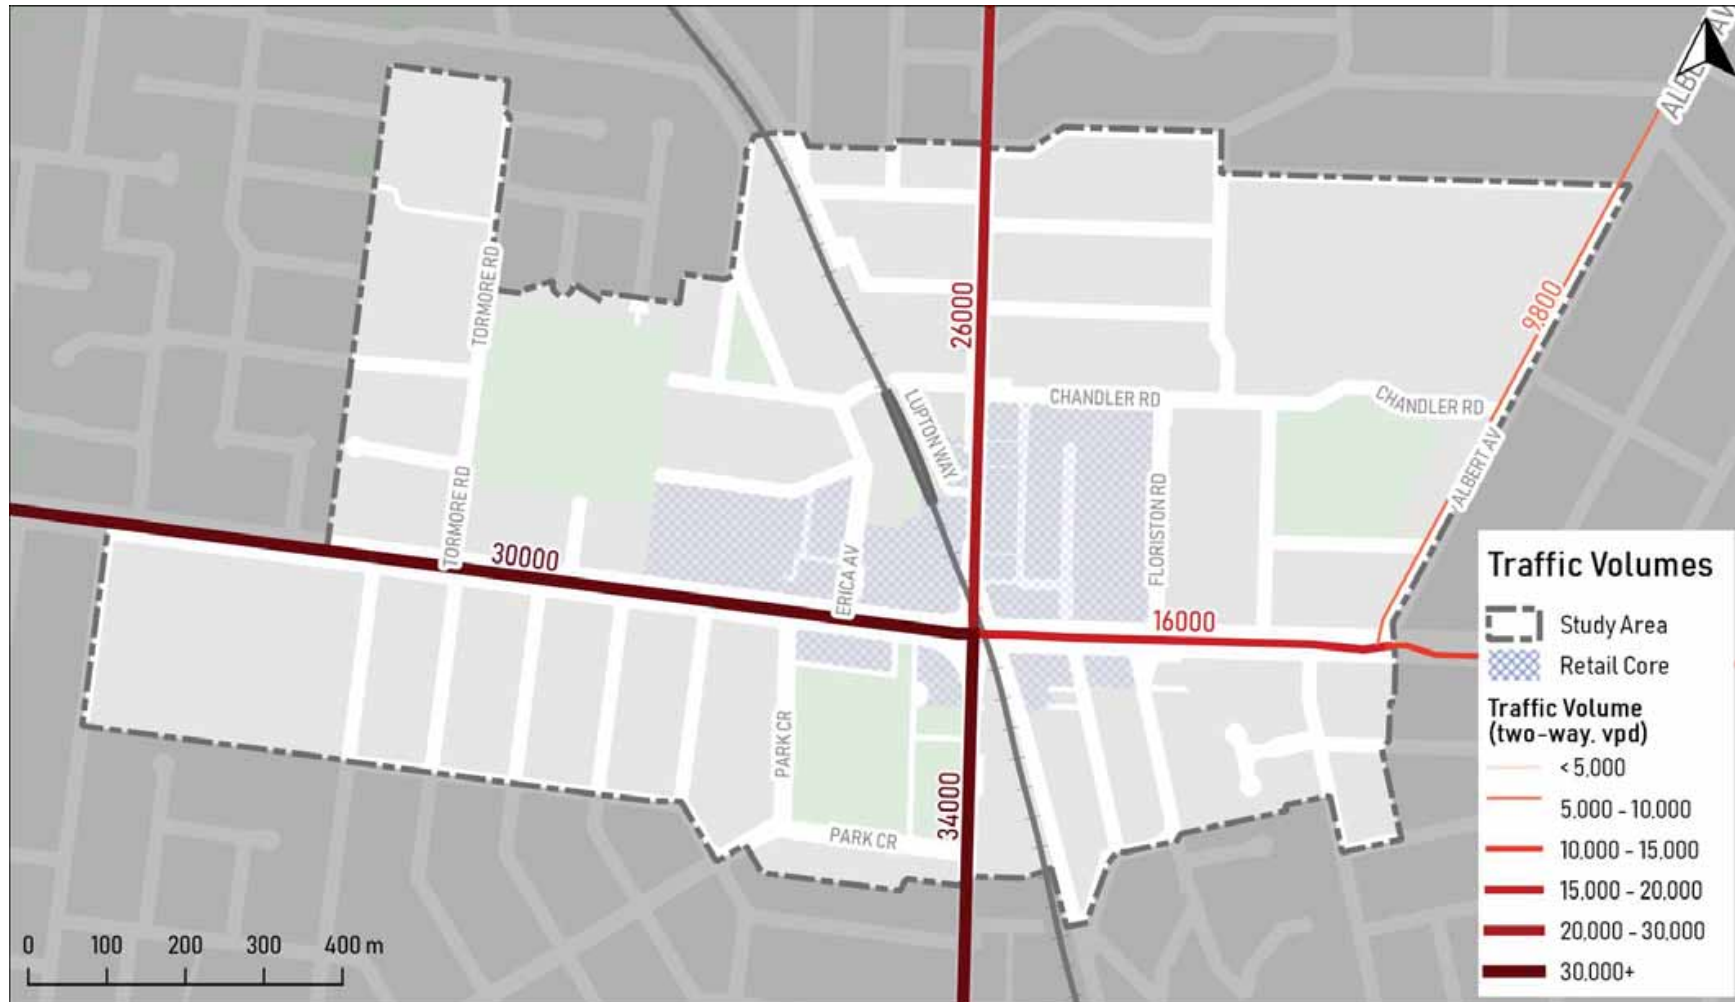 ALBERT AV
TORMORE RD
26000
9800
LUPTON WAY
CHANDLER RD
CHANDLER RD
TORMORE RD
30000
ERICA AV
FLORISTON RD
ALBERT AV
16000
PARK CR
34000
PARK CR
0 100 200 300 400 m
Traffic Volumes
Study Area
Retail Core
Traffic Volume
(two-way, vpd)
< 5,000
5,000 - 10,000
10,000 - 15,000
15,000 - 20,000
20,000 - 30,000
30,000+